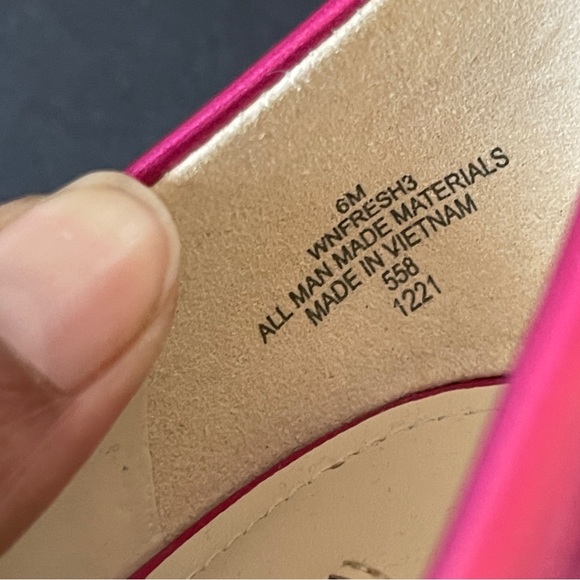 6M
WNFRESH3
ALL MAN MADE MATERIALS
MADE IN VIETNAM
558
1221